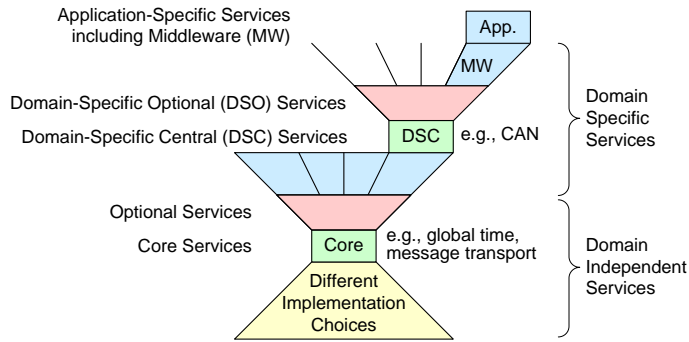 Application-Specific Services
including Middleware (MW)
App.
MW
Domain-Specific Optional (DSO) Services
Domain-Specific Central (DSC) Services
DSC
e.g., CAN
Domain
Specific
Services
Optional Services
Core Services
Core
e.g., global time,
message transport
Domain
Independent
Services
Different
Implementation
Choices